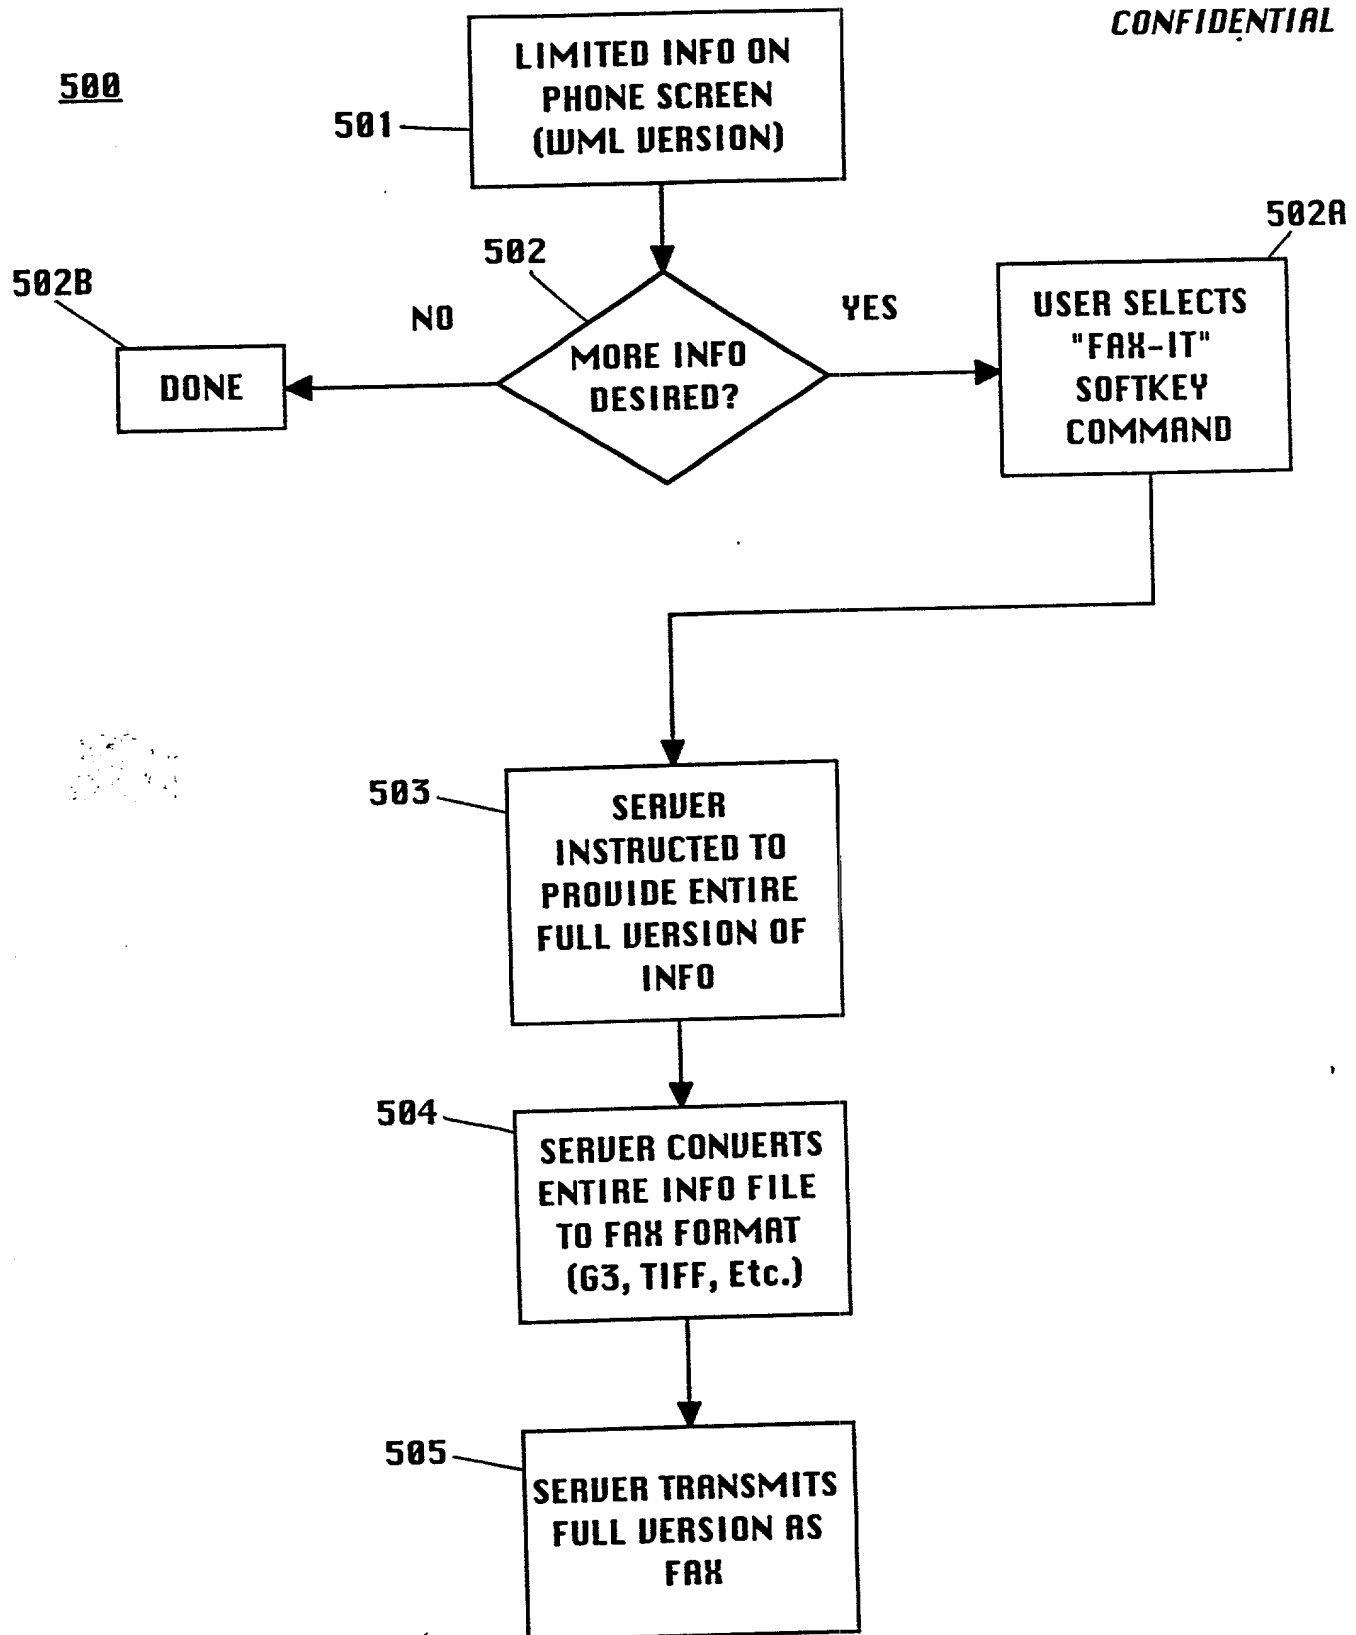 CONFIDENTIAL
500
LIMITED INFO ON
PHONE SCREEN
(WML VERSION)
501
502
502A
502B
NO
YES
MORE INFO
DESIRED?
DONE
USER SELECTS
"FAX-IT"
SOFTKEY
COMMAND
503
SERVER
INSTRUCTED TO
PROVIDE ENTIRE
FULL VERSION OF
INFO
504
SERVER CONVERTS
ENTIRE INFO FILE
TO FAX FORMAT
(G3, TIFF, Etc.)
505
SERVER TRANSMITS
FULL VERSION AS
FAX